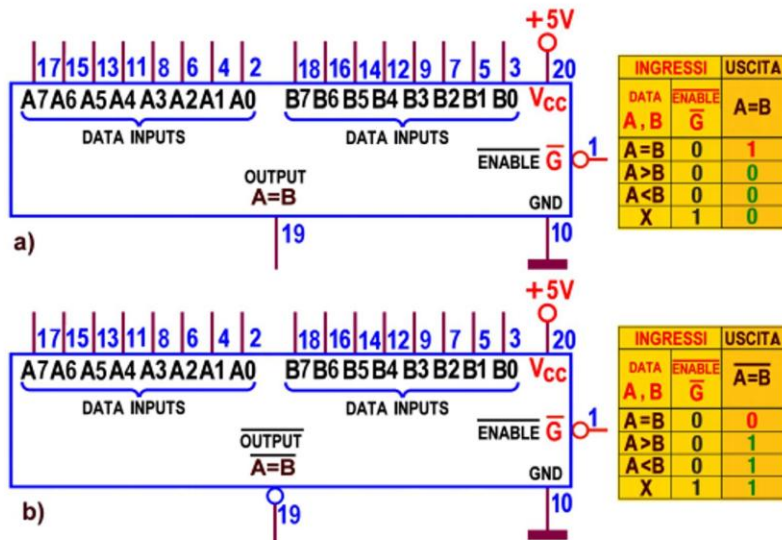 +5V
17 15 13 11 8 6 4 2 18 16 14 12 9 7 5 3 20
A7 A6 A5 A4 A3 A2 A1 A0 B7 B6 B5 B4 B3 B2 B1 B0 VCC
DATA INPUTS DATA INPUTS
1
ENABLE G
OUTPUT
A=B
GND
19 10
a)
INGRESSI USCITA
DATA ENABLE
A , B G A=B
A=B 0 1
A>B 0 0
A<B 0 0
X 1 0
+5V
17 15 13 11 8 6 4 2 18 16 14 12 9 7 5 3 20
A7 A6 A5 A4 A3 A2 A1 A0 B7 B6 B5 B4 B3 B2 B1 B0 VCC
DATA INPUTS DATA INPUTS
1
ENABLE G
OUTPUT
A=B
GND
19 10
b)
INGRESSI USCITA
DATA ENABLE
A, B G A=B
A=B 0 0
A>B 0 1
A<B 0 1
X 1 1